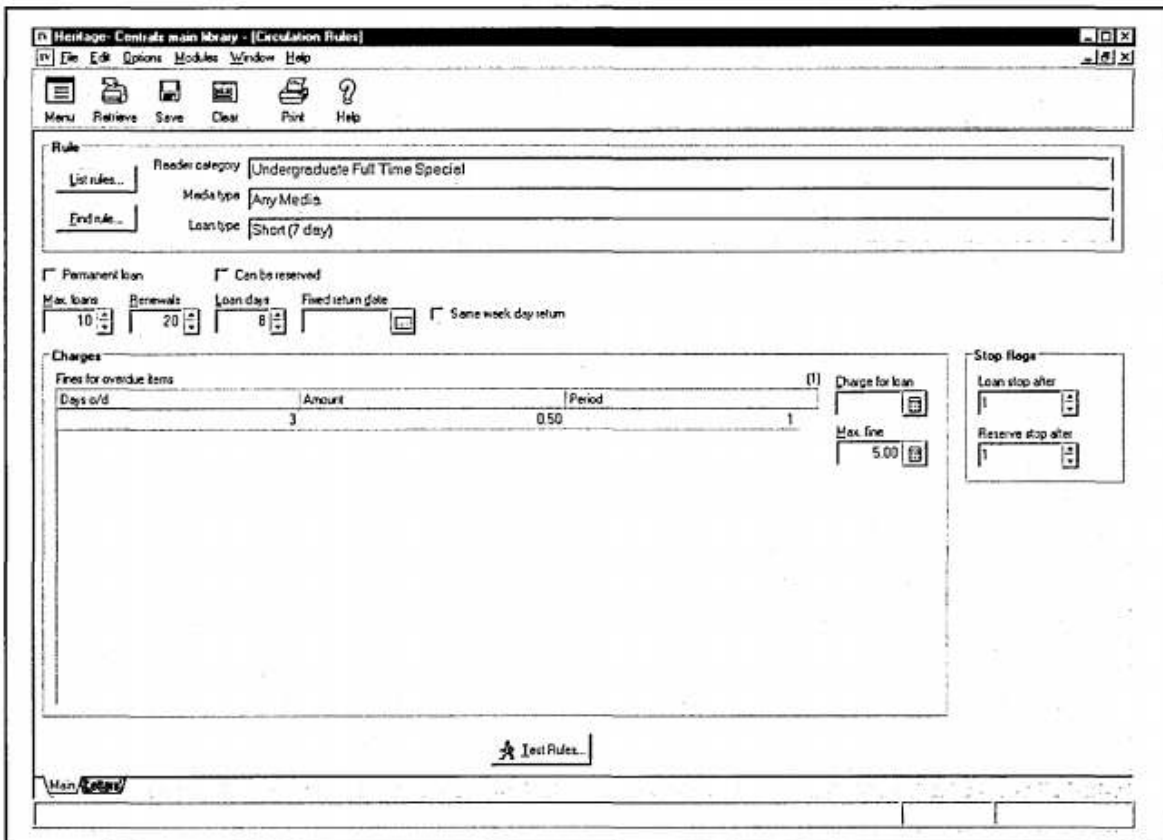 Heritage- Centrals main library - [Circulation Rules]
File Edit Options Modules Window Help
Menu Retrieve Save Clear Print Help
Rule
List rules...
Reader category Undergraduate Full Time Special
Media type Any Media
Find rule...
Loan type Short (7 day)
Permanent loan Can be reserved
Max. loans Renewals Loan days Fixed return date
10 20 8 Same week day return
Charges
Fines for overdue items [1]
Days o/d Amount Period
3 0.50 1
Charge for loan
Max. fine
5.00
Stop flags
Loan stop after
1
Reserve stop after
1
Test Rules...
Main